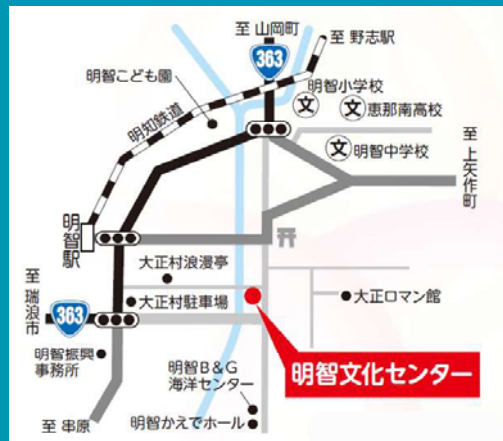 至 山岡町
至 野志駅
363
明智こども園
明智小学校
文
文
恵那南高校
明知鉄道
文
明智中学校
至 上矢作町
明智駅
大正村浪漫亭
至 瑞浪市
363
大正村駐車場
大正ロマン館
明智振興
事務所
明智文化センター
明智B&G
海洋センター
至 串原
明智かえでホール